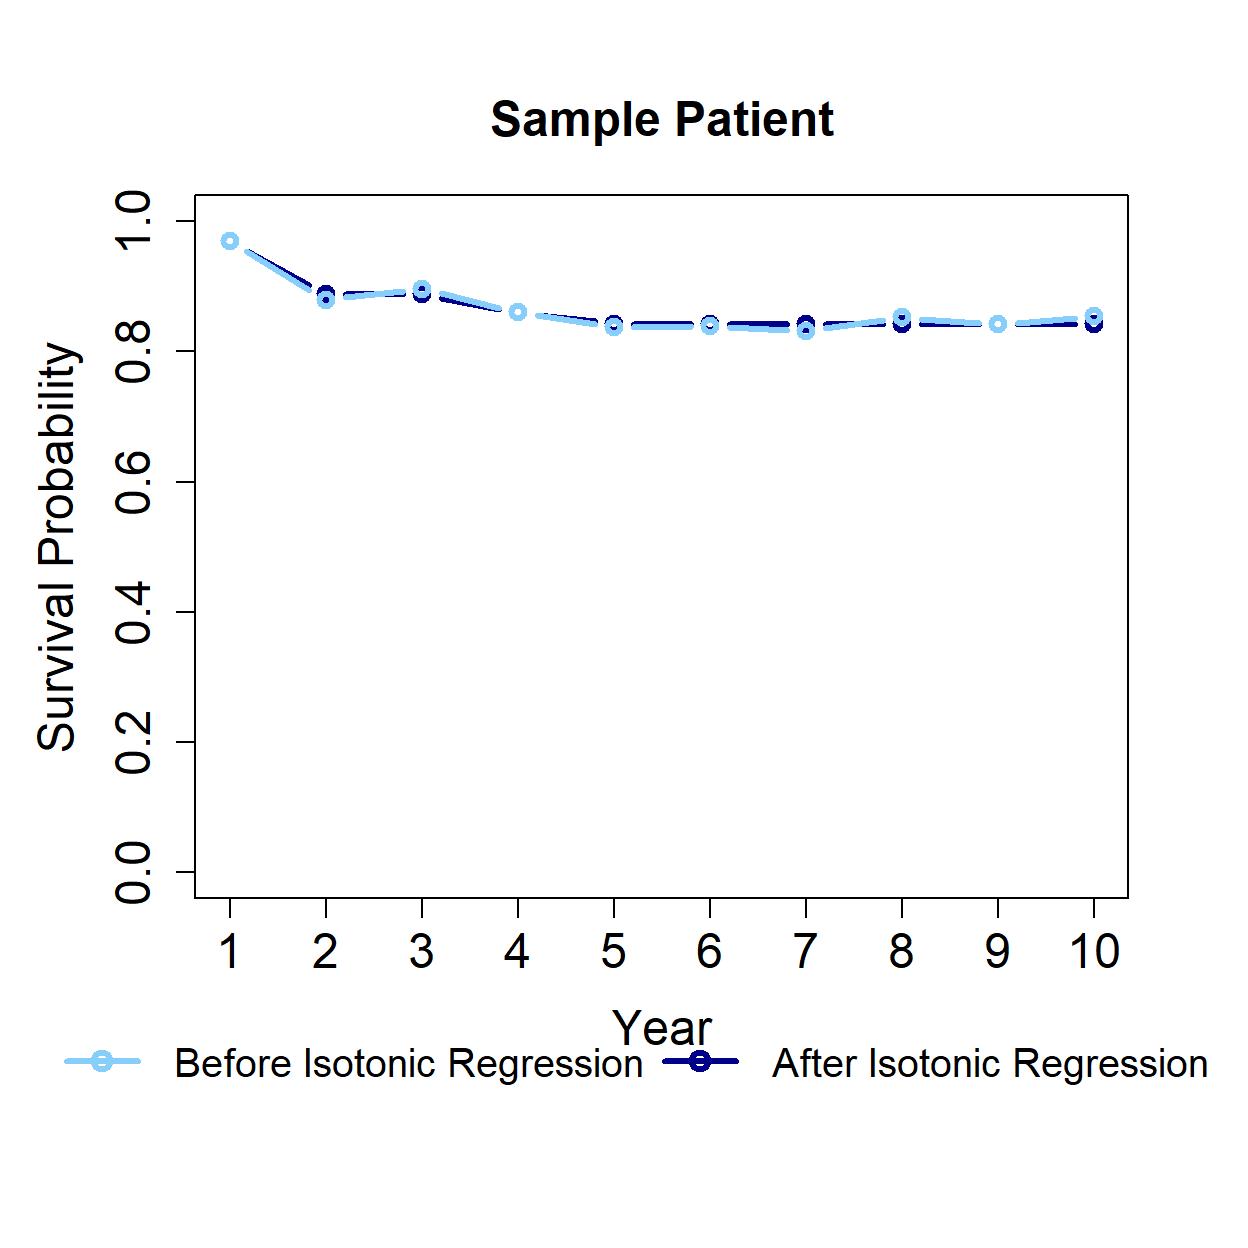 Sample Patient
Survival Probability
1.0
0.8
0.6
0.4
0.2
0.0
1 2 3 4 5 6 7 8 9 10
Year
Before Isotonic Regression After Isotonic Regression